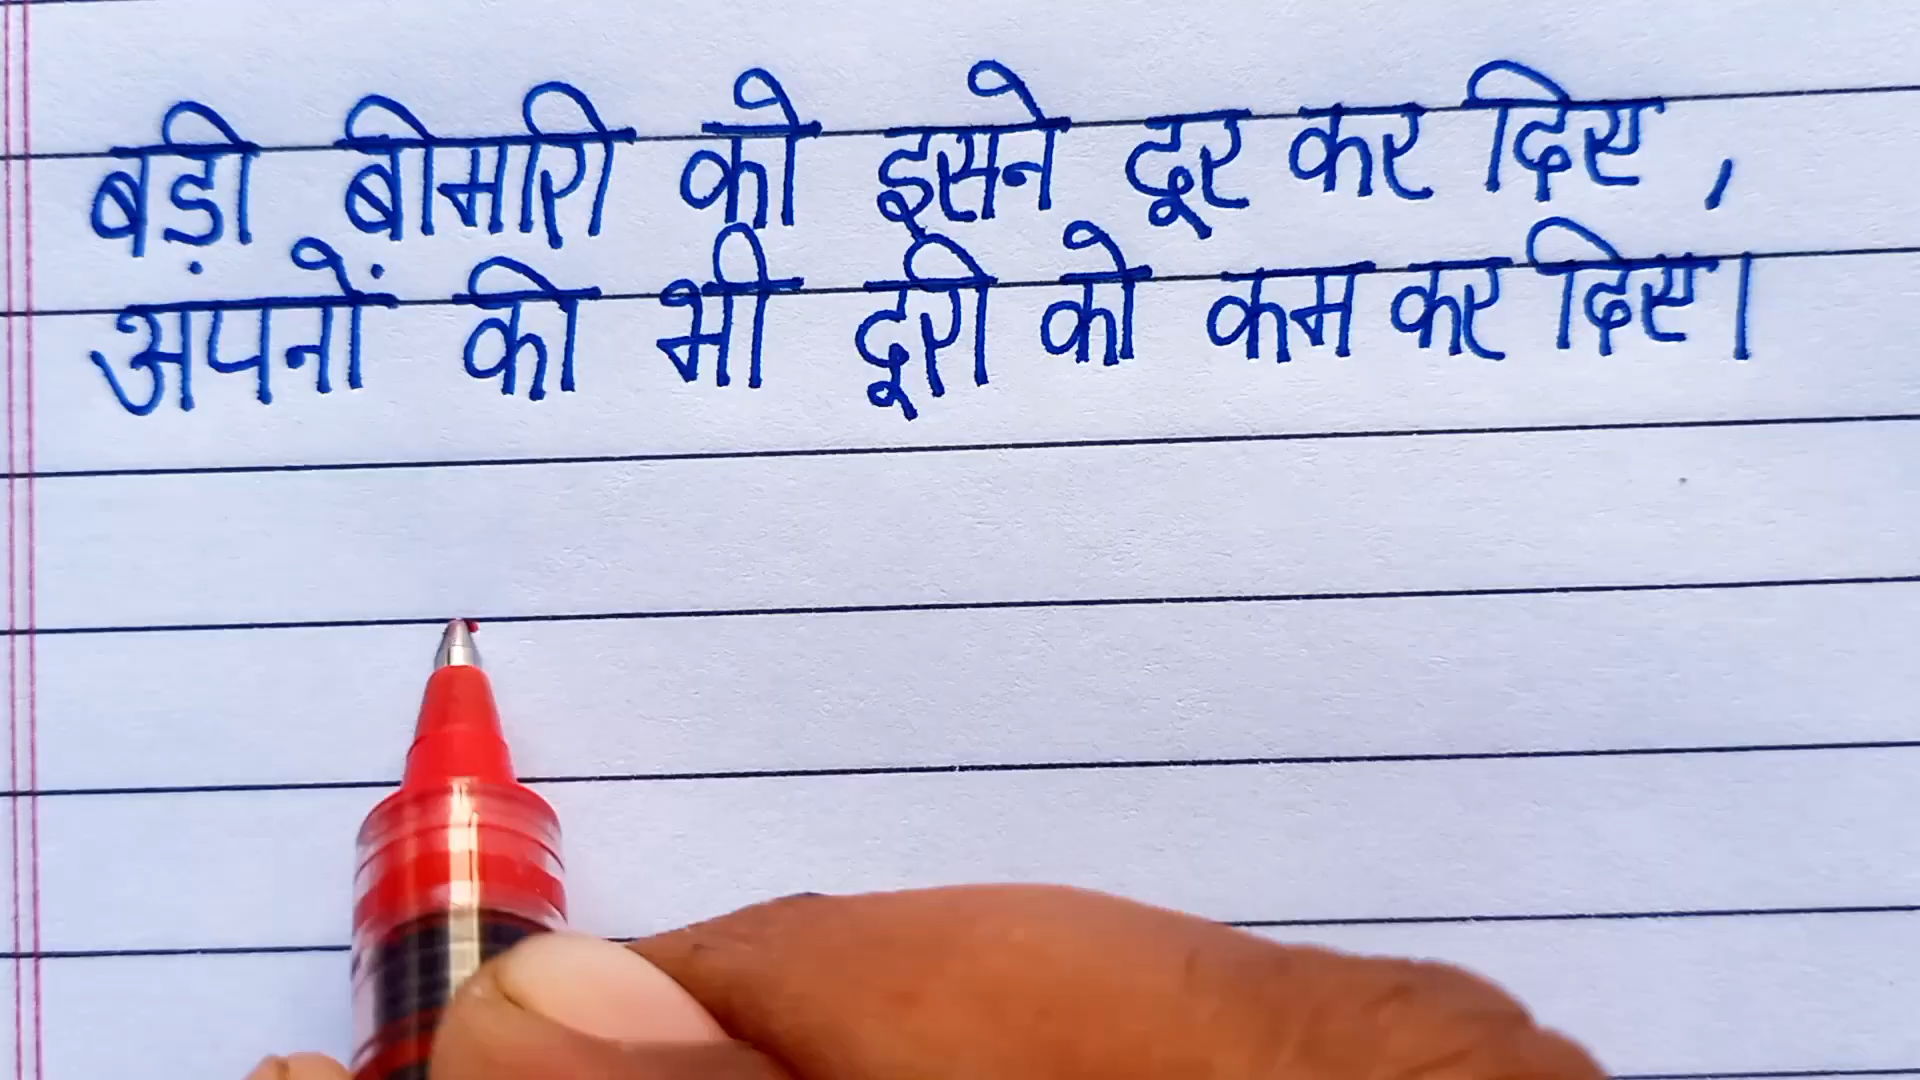 बड़ी बीमारी को इसने दूर कर दिए,
अपनों की भी दूरी को कम कर दिए।